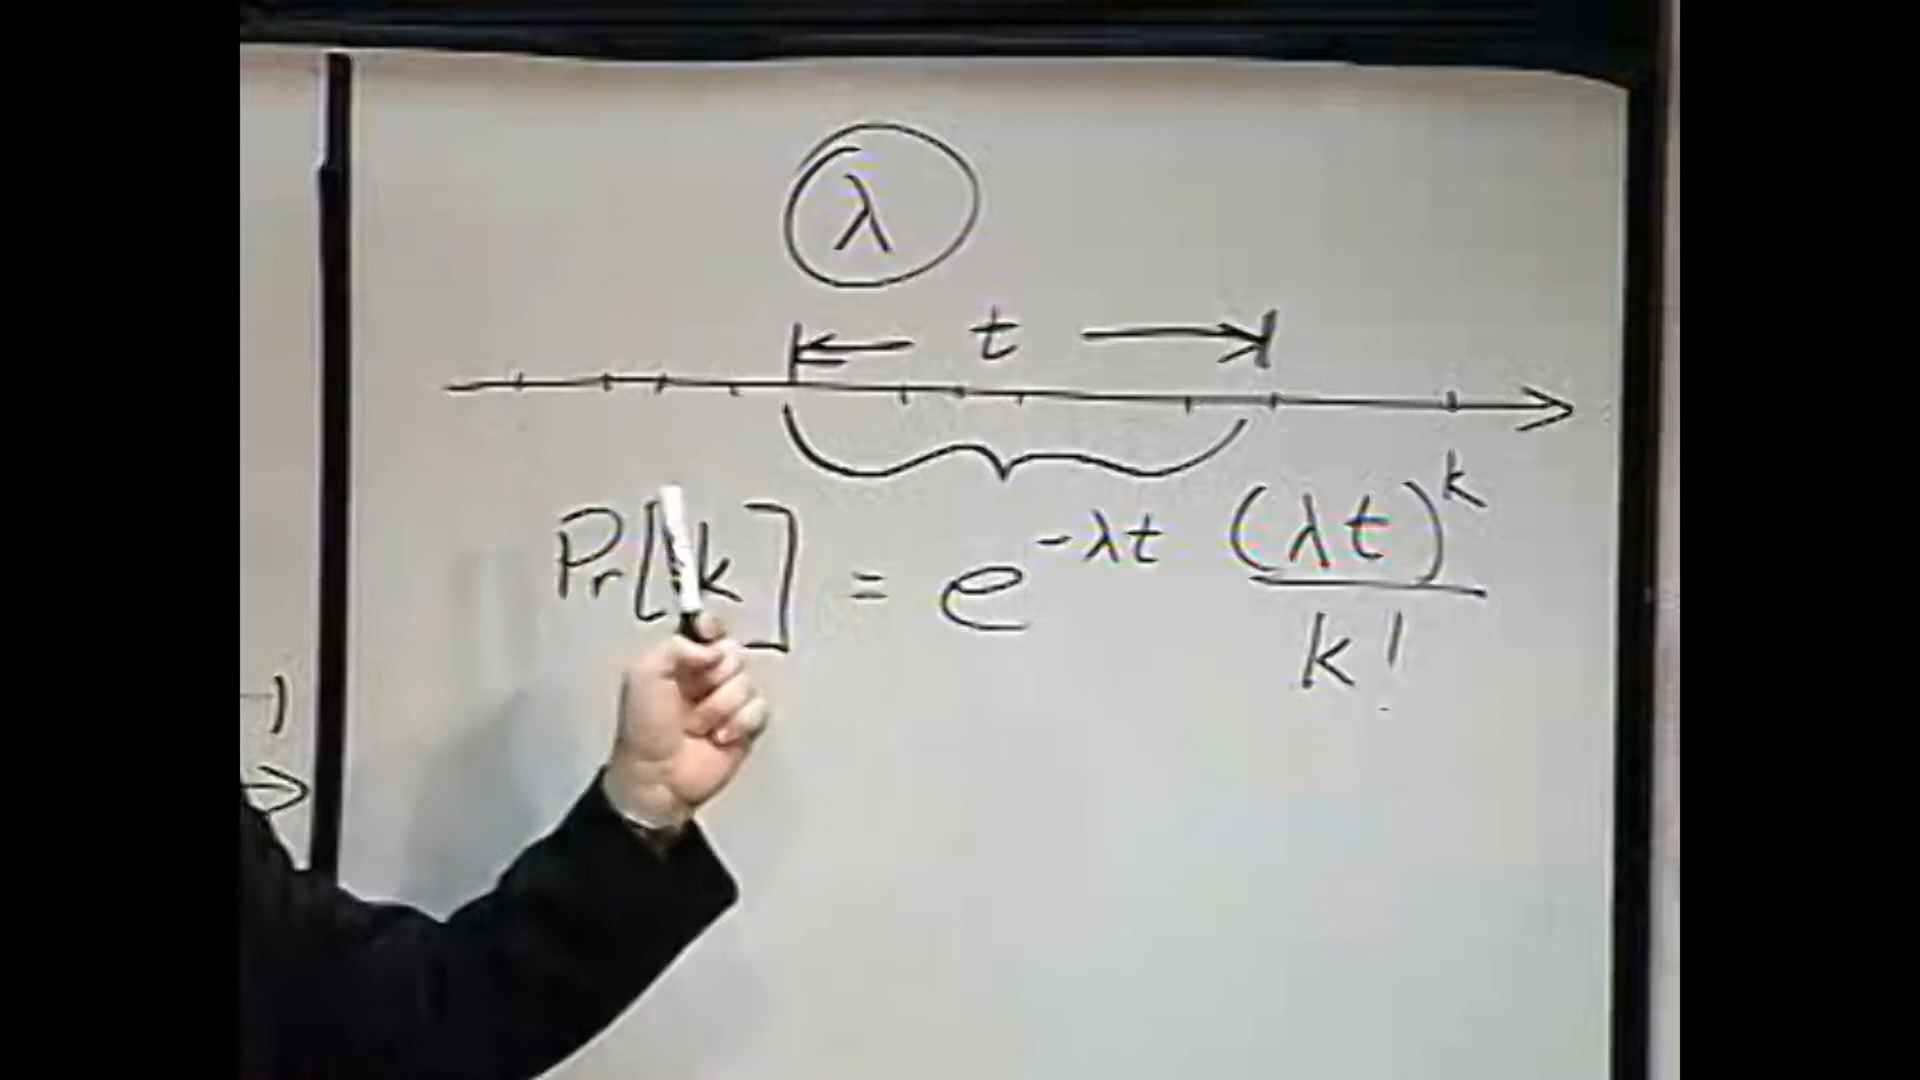 λ
t
Pr[k] = e^{-λt} (λt)^k / k!